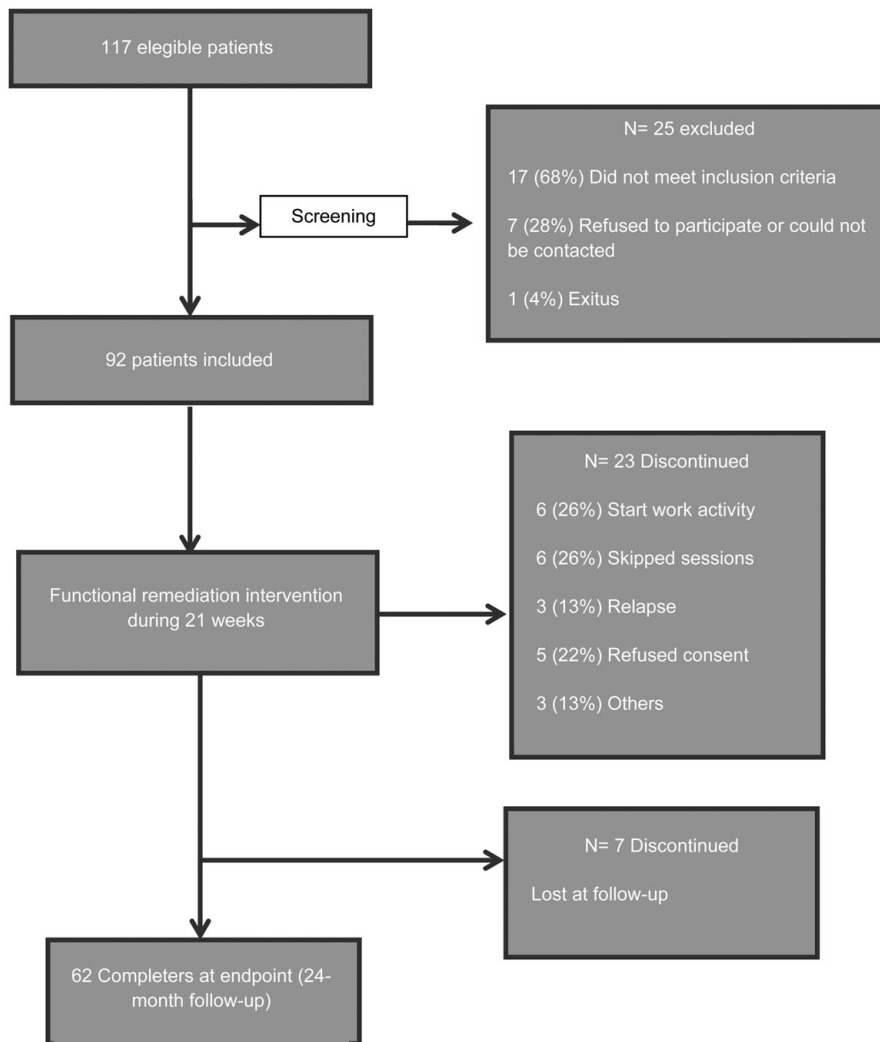 117 elegible patients
N= 25 excluded
17 (68%) Did not meet inclusion criteria
7 (28%) Refused to participate or could not
be contacted
1 (4%) Exitus
Screening
92 patients included
N= 23 Discontinued
6 (26%) Start work activity
6 (26%) Skipped sessions
3 (13%) Relapse
5 (22%) Refused consent
3 (13%) Others
Functional remediation intervention
during 21 weeks
N= 7 Discontinued
Lost at follow-up
62 Completers at endpoint (24-
month follow-up)